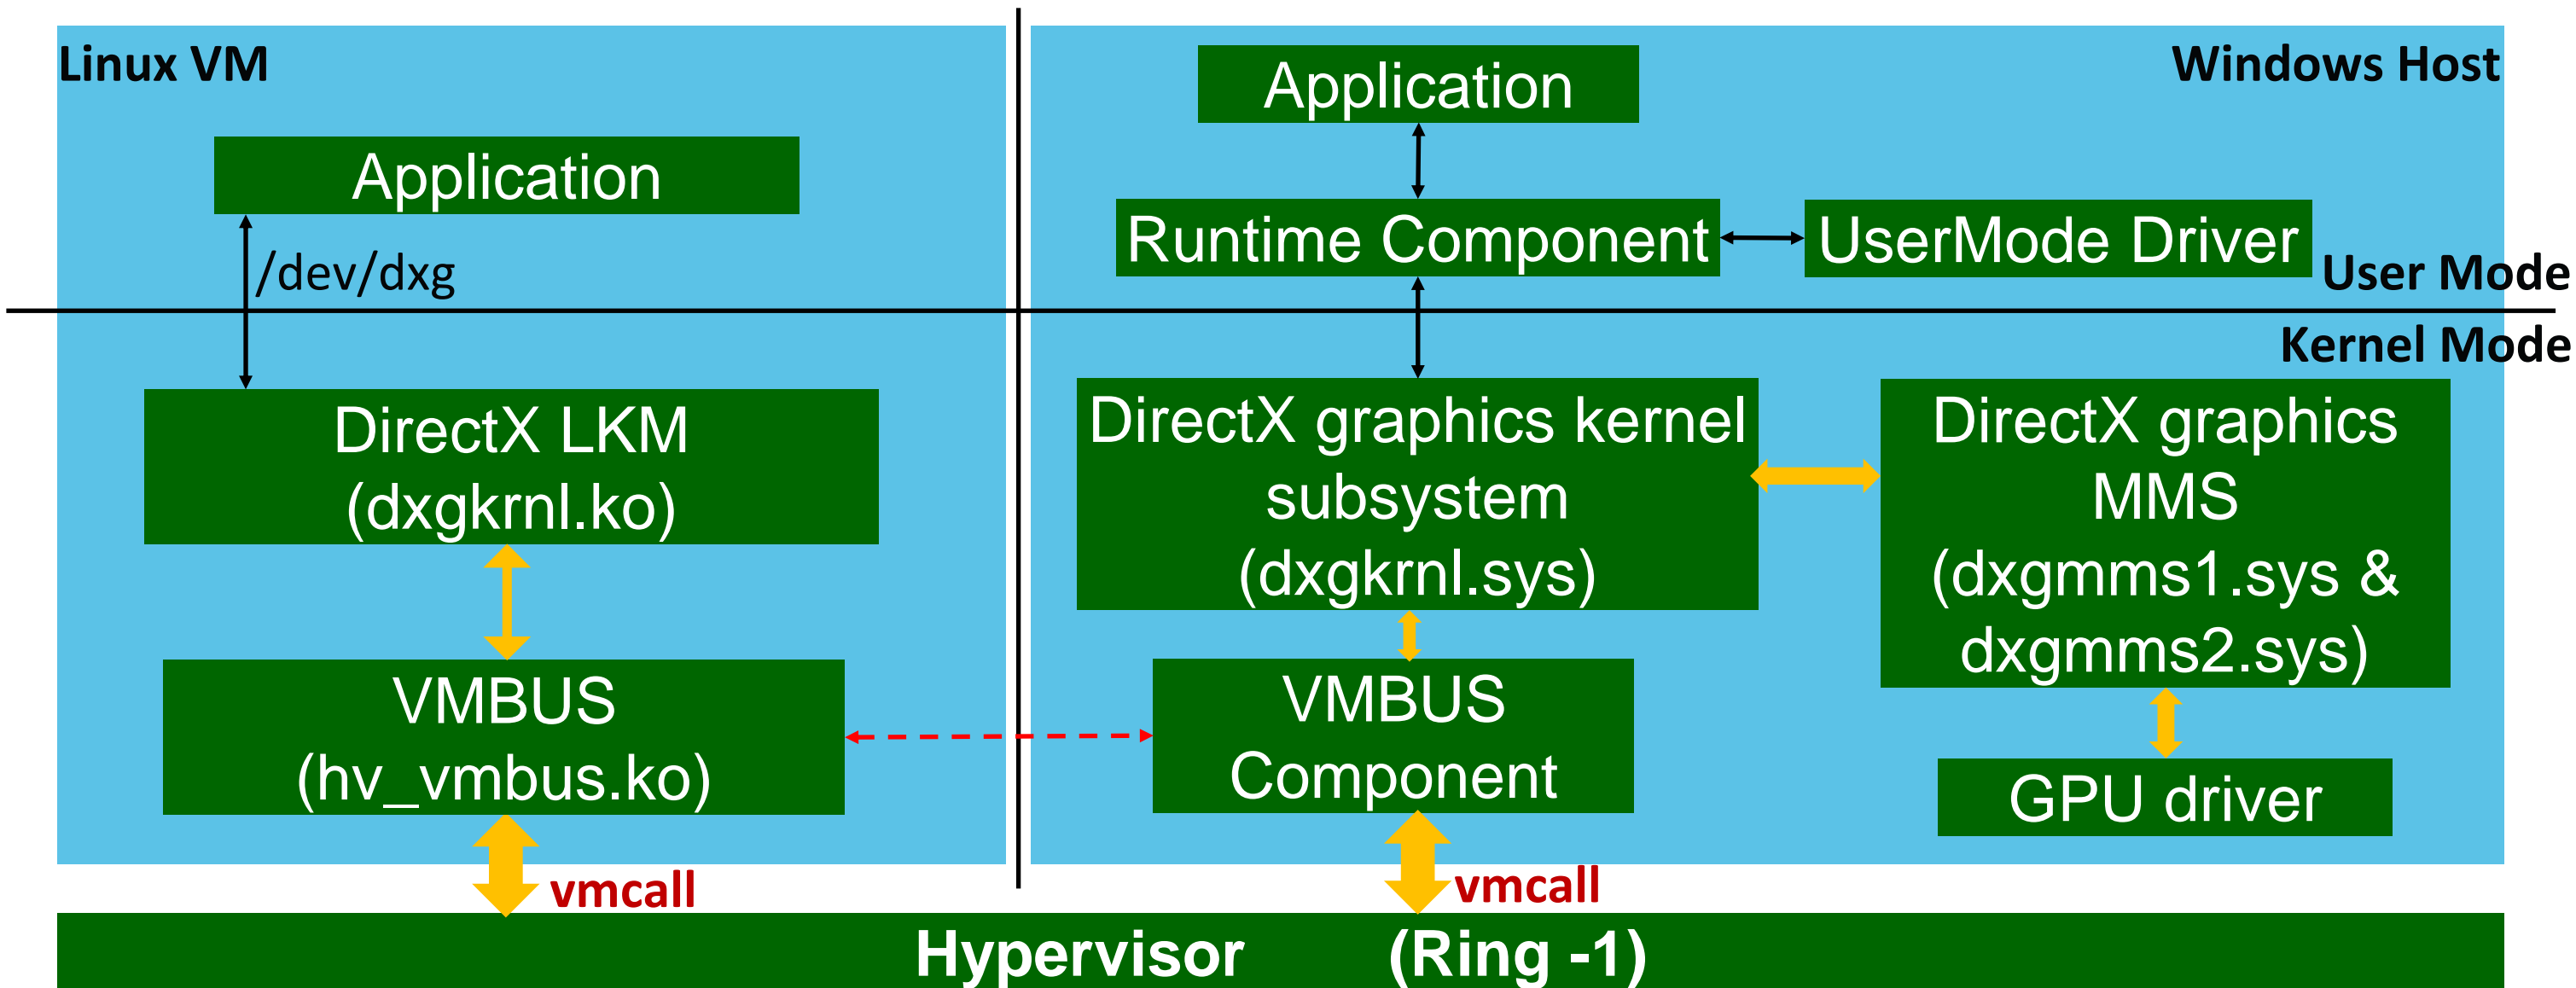 Linux VM
Application
/dev/dxg
DirectX LKM
(dxgkrnl.ko)
VMBUS
(hv_vmbus.ko)
vmcall
Windows Host
Application
Runtime Component
UserMode Driver
User Mode
Kernel Mode
DirectX graphics kernel
subsystem
(dxgkrnl.sys)
DirectX graphics
MMS
(dxgmms1.sys &
dxgmms2.sys)
VMBUS
Component
GPU driver
vmcall
Hypervisor (Ring -1)